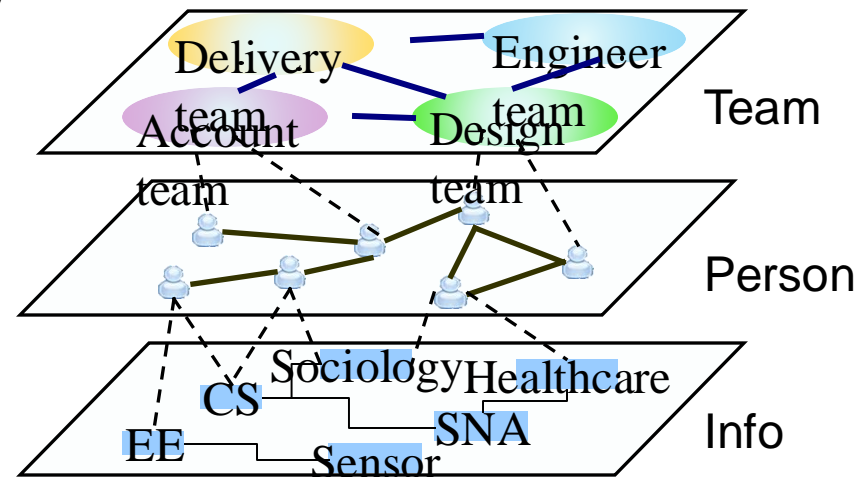 Delivery
team
Engineer
team
Account
team
Design
team
Team
Person
Sociology
Healthcare
CS
SNA
EE
Sensor
Info